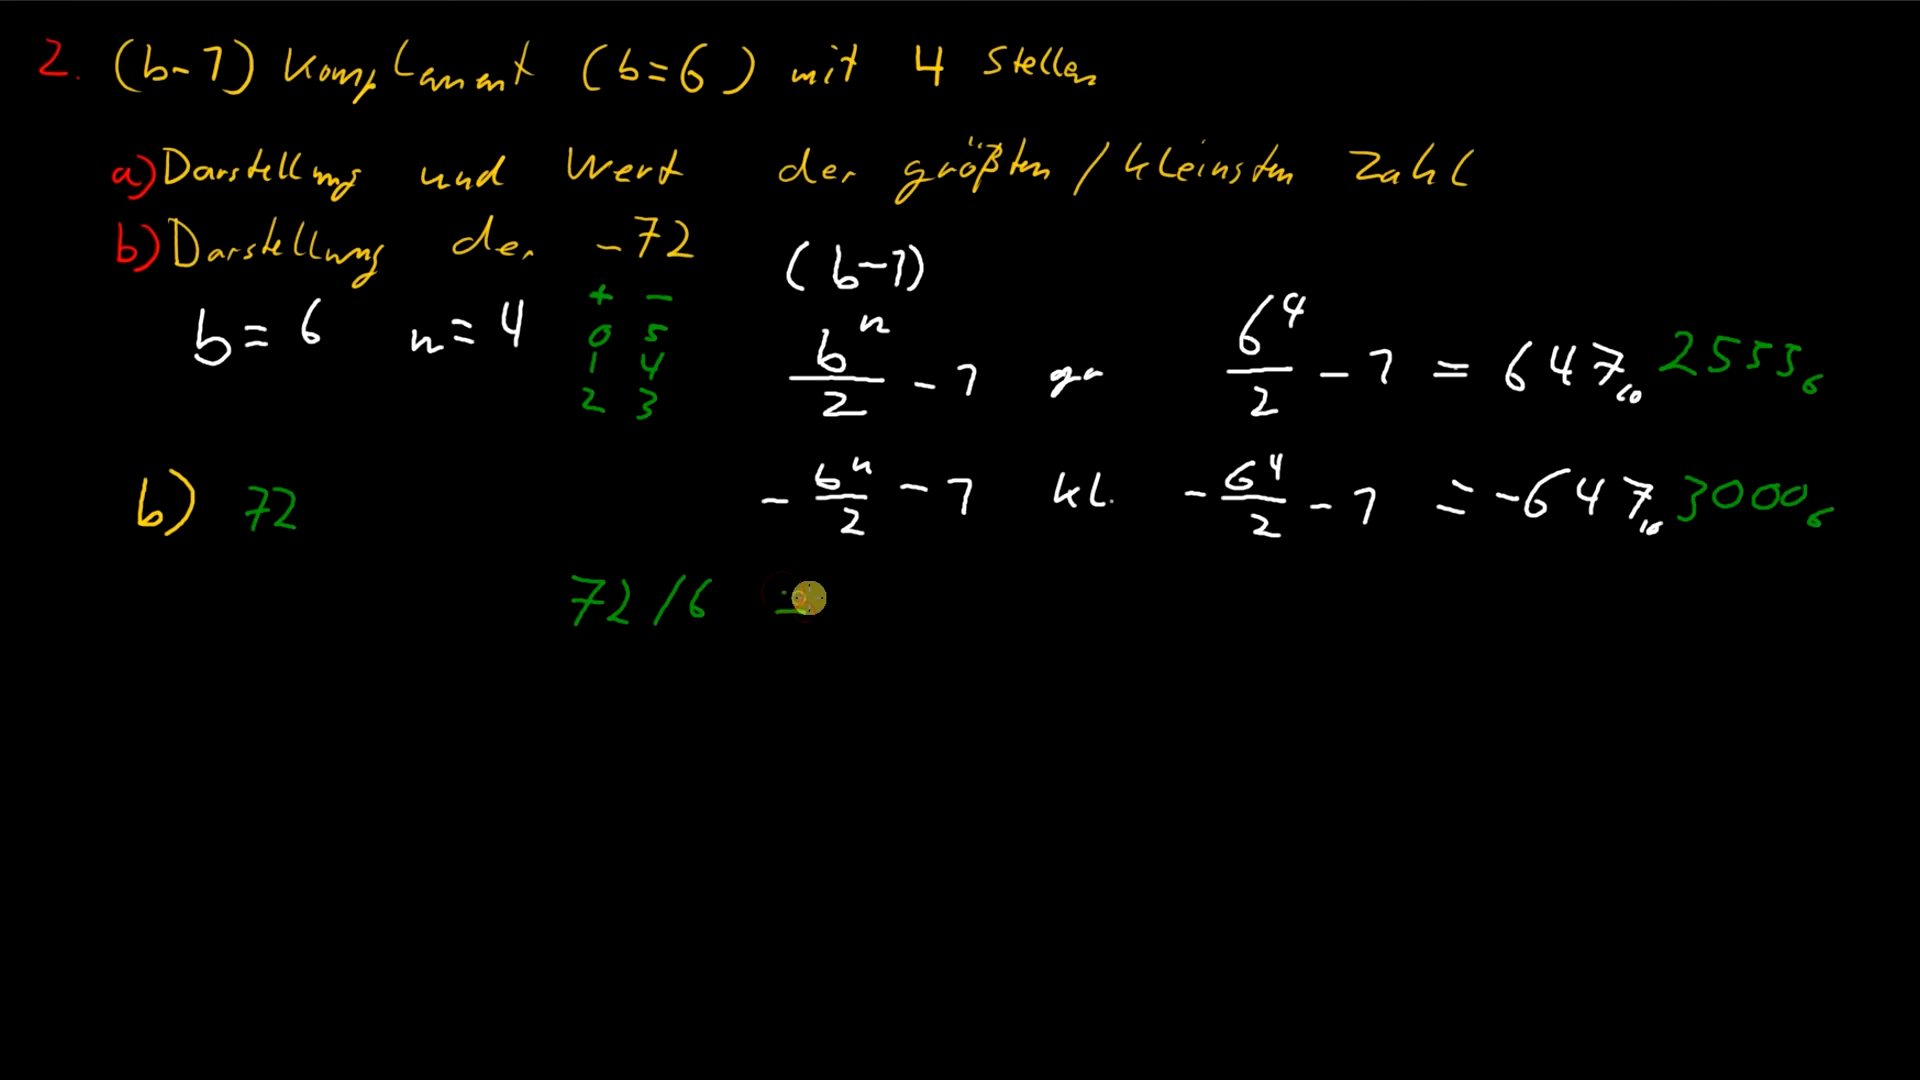 2. (b-1) Komplement (b=6) mit 4 Stellen
a) Darstellung und Wert der größten / kleinsten Zahl
b) Darstellung der -72
(b-1)
b=6 n=4
+ -
0 5
1 4
2 3
b^n/2 - 1 gr 6^4/2 - 1 = 647₁₀ 2555₆
- b^n/2 - 1 kl. - 6^4/2 - 1 = -647₁₀ 3000₆
b) 72
72/6 =